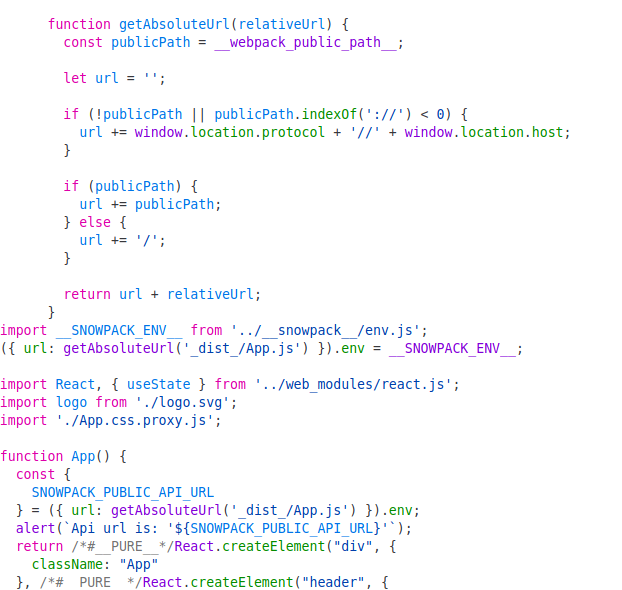 function getAbsoluteUrl(relativeUrl) {
const publicPath = __webpack_public_path__;
let url = '';
if (!publicPath || publicPath.indexOf('://') < 0) {
url += window.location.protocol + '//' + window.location.host;
}
if (publicPath) {
url += publicPath;
} else {
url += '/';
}
return url + relativeUrl;
}
import __SNOWPACK_ENV__ from '../__snowpack__/env.js';
({ url: getAbsoluteUrl('_dist_/App.js') }).env = __SNOWPACK_ENV__;
import React, { useState } from '../web_modules/react.js';
import logo from './logo.svg';
import './App.css.proxy.js';
function App() {
const {
SNOWPACK_PUBLIC_API_URL
} = ({ url: getAbsoluteUrl('_dist_/App.js') }).env;
alert(`Api url is: '${SNOWPACK_PUBLIC_API_URL}'`);
return /*#__PURE__*/React.createElement("div", {
className: "App"
}, /*#__PURE__*/React.createElement("header", {